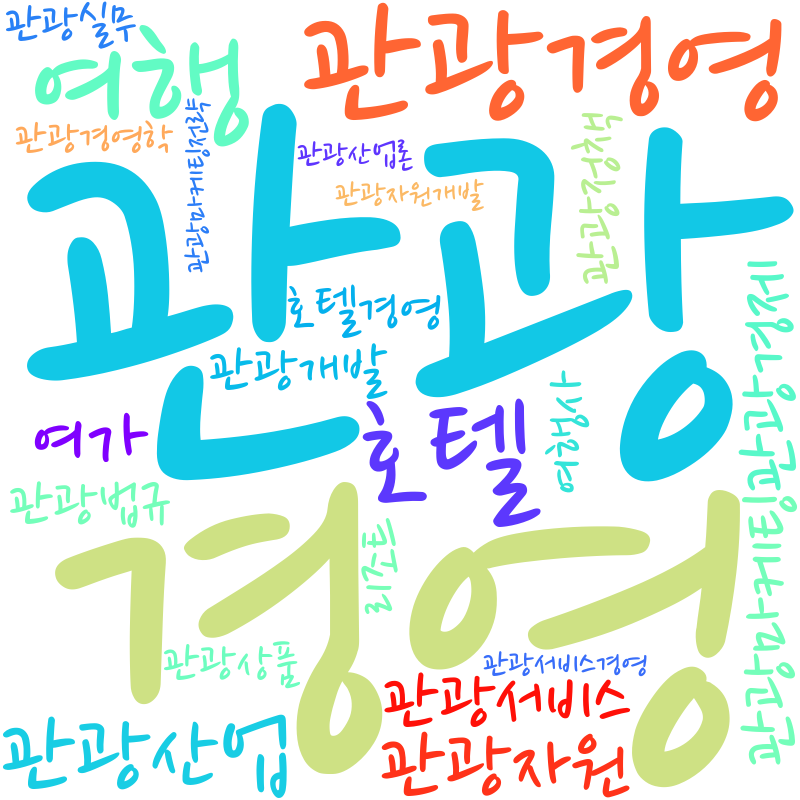 관광실무
여행
관광경영
관광경영학
관광마케팅전략
관광산업론
관광자원개발
관광정책
관광
호텔경영
관광개발
관광경제
여가
호텔
여행사
관광법규
경영
리조트
관광마케팅
관광상품
관광서비스경영
관광서비스
관광산업
관광자원